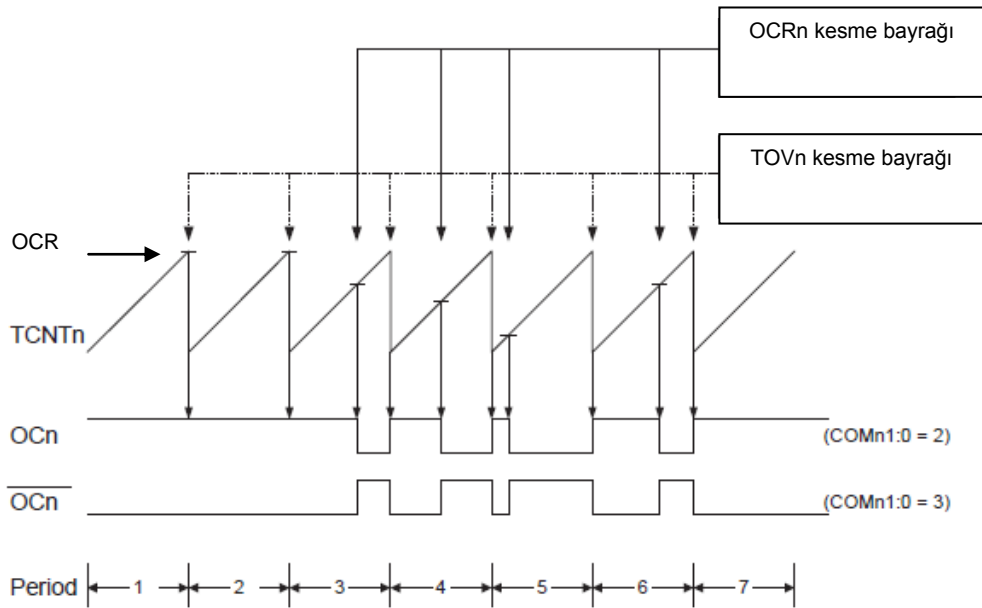 OCRn kesme bayrağı
TOVn kesme bayrağı
OCR
TCNTn
OCn
(COMn1:0 = 2)
OCn
(COMn1:0 = 3)
Period 1 2 3 4 5 6 7